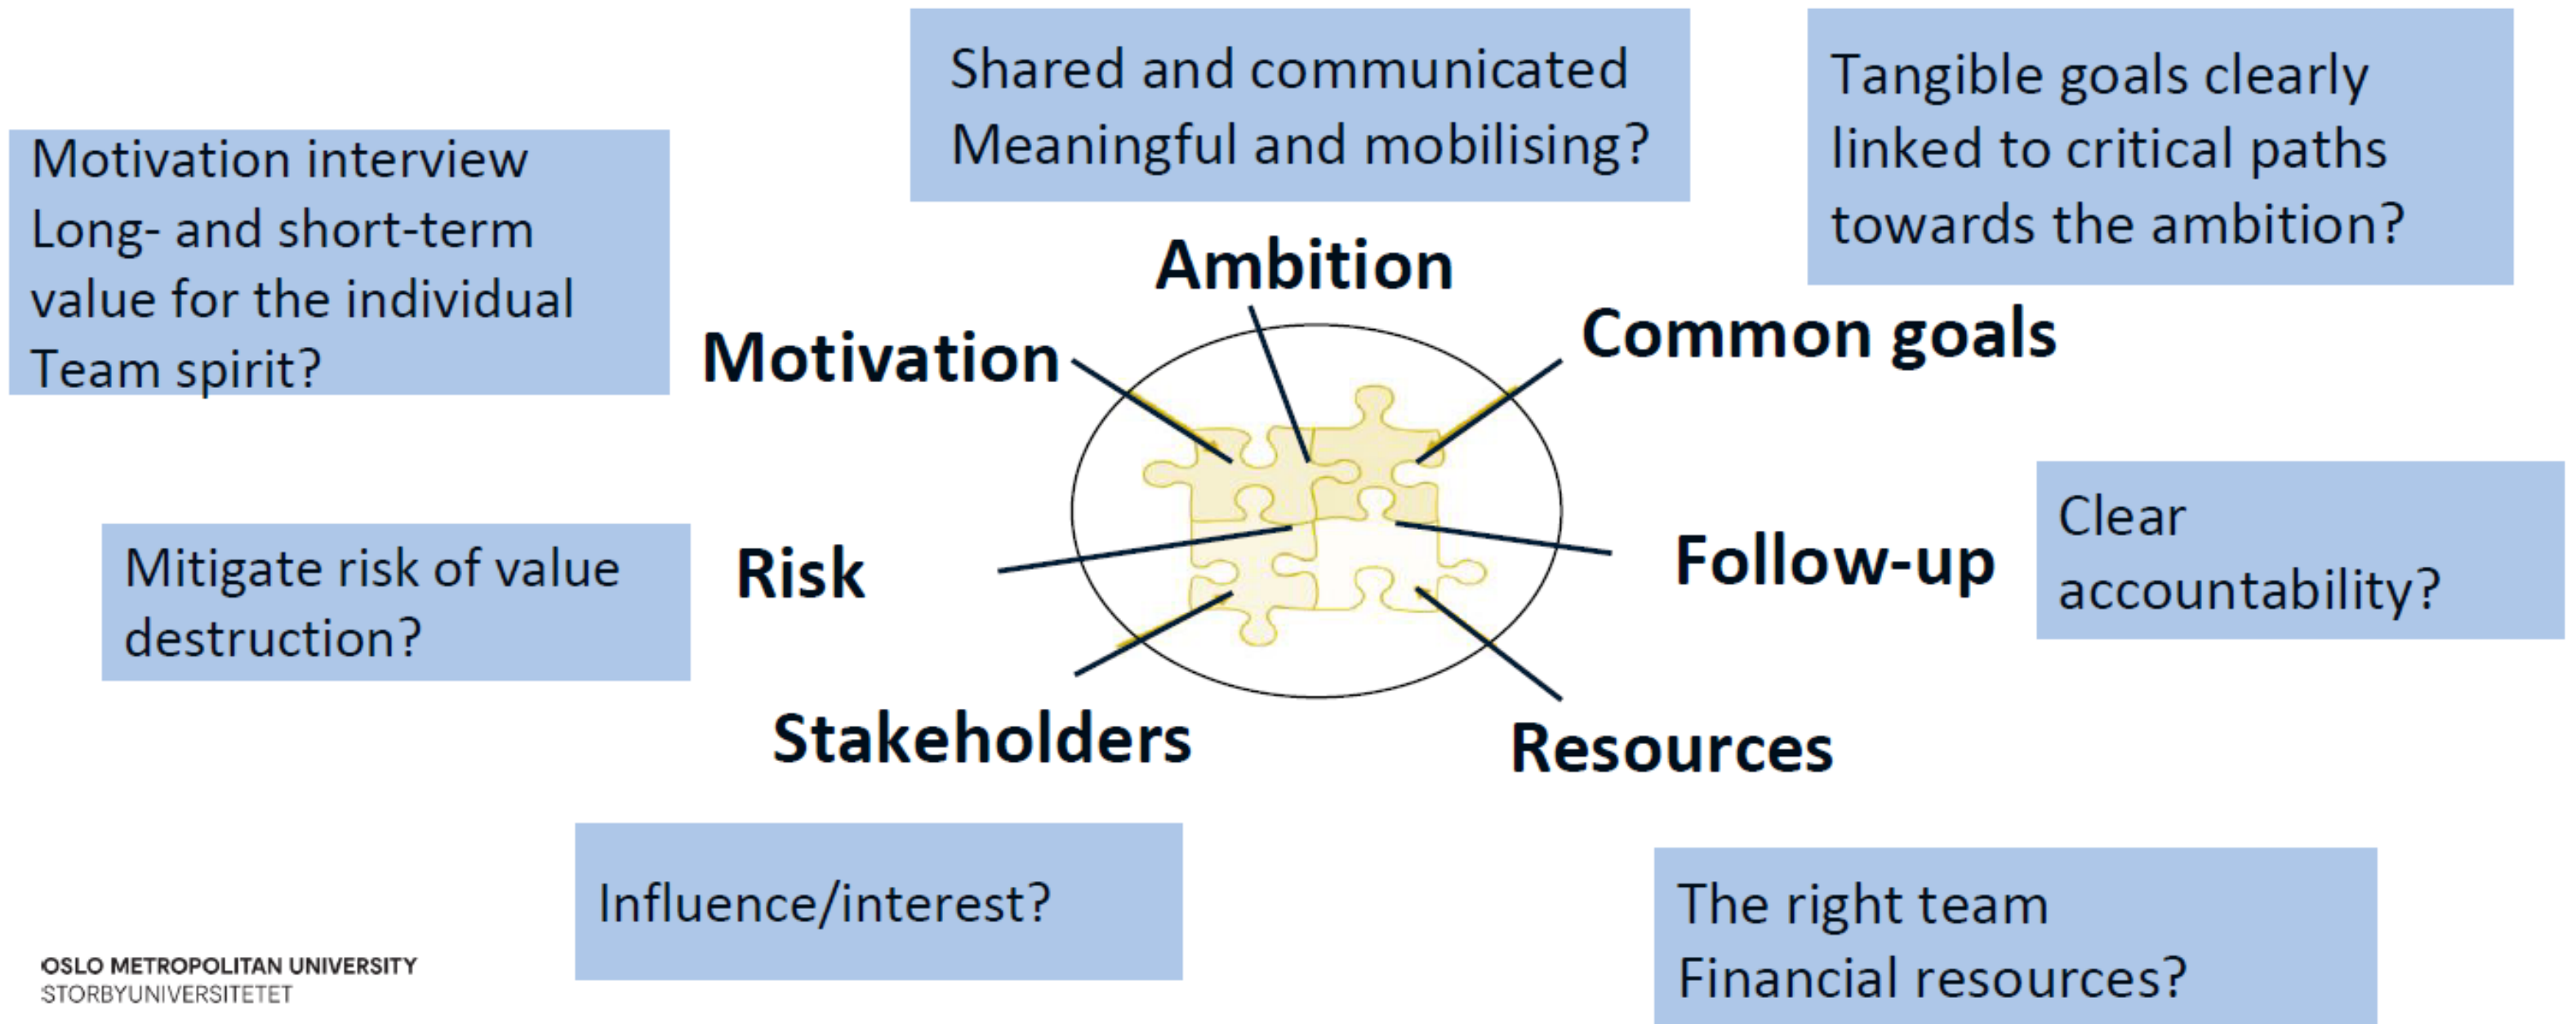 Shared and communicated
Meaningful and mobilising?
Tangible goals clearly
linked to critical paths
towards the ambition?
Motivation interview
Long- and short-term
value for the individual
Team spirit?
Ambition
Motivation
Common goals
Mitigate risk of value
destruction?
Risk
Follow-up
Clear
accountability?
Stakeholders
Resources
Influence/interest?
The right team
Financial resources?
OSLO METROPOLITAN UNIVERSITY
STORBYUNIVERSITETET